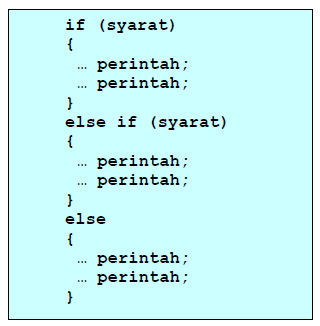 if (syarat)
{
… perintah;
… perintah;
}
else if (syarat)
{
… perintah;
… perintah;
}
else
{
… perintah;
… perintah;
}